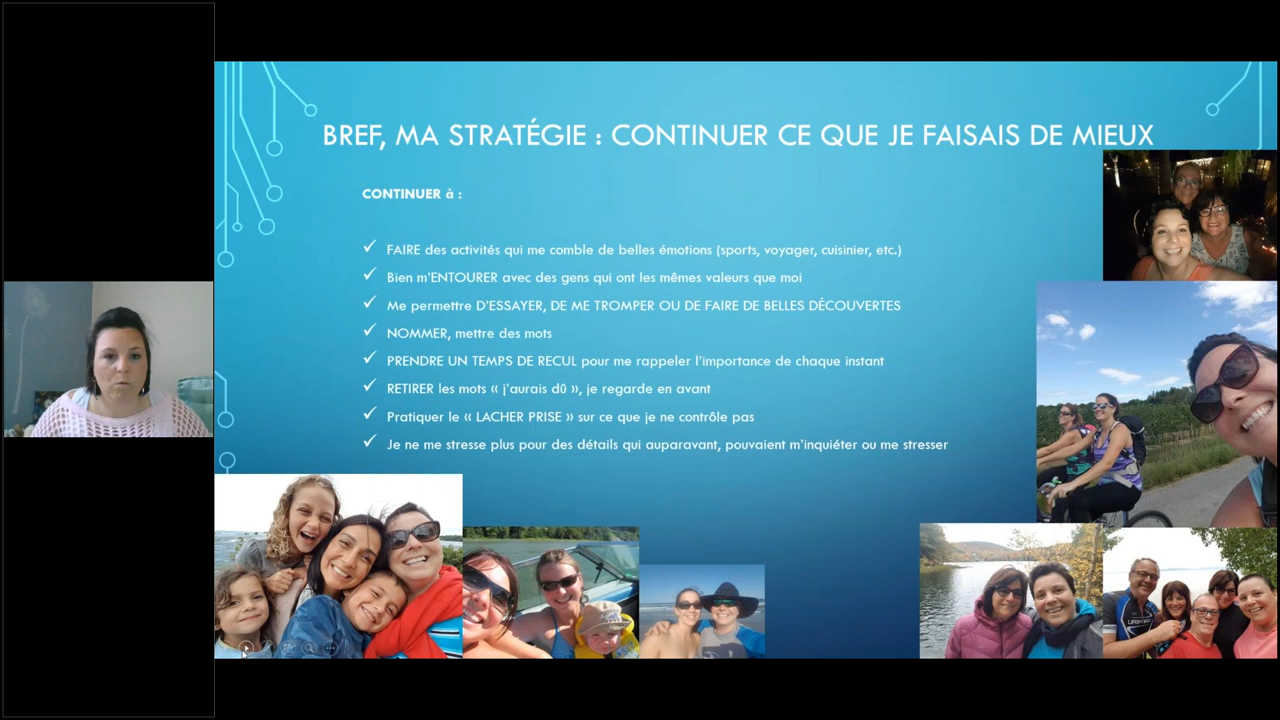 BREF, MA STRATÉGIE : CONTINUER CE QUE JE FAISAIS DE MIEUX
CONTINUER à :
✓ FAIRE des activités qui me comble de belles émotions (sports, voyager, cuisinier, etc.)
✓ Bien m'ENTOURER avec des gens qui ont les mêmes valeurs que moi
✓ Me permettre D'ESSAYER, DE ME TROMPER OU DE FAIRE DE BELLES DÉCOUVERTES
✓ NOMMER, mettre des mots
✓ PRENDRE UN TEMPS DE RECUL pour me rappeler l'importance de chaque instant
✓ RETIRER les mots « j'aurais dû », je regarde en avant
✓ Pratiquer le « LACHER PRISE » sur ce que je ne contrôle pas
✓ Je ne me stresse plus pour des détails qui auparavant, pouvaient m'inquiéter ou me stresser